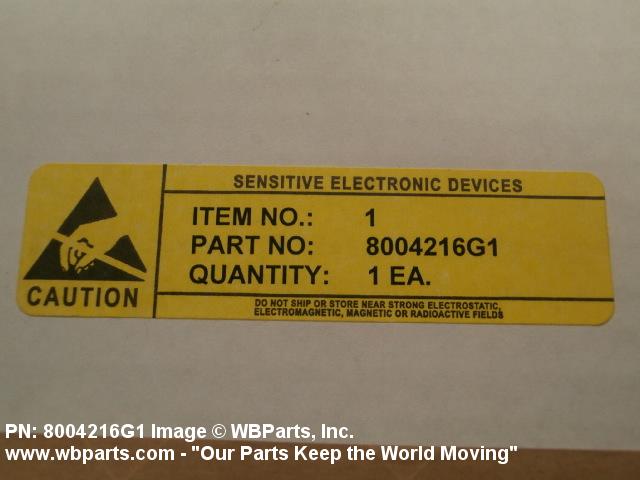 SENSITIVE ELECTRONIC DEVICES
ITEM NO.: 1
PART NO: 8004216G1
QUANTITY: 1 EA.
CAUTION
DO NOT SHIP OR STORE NEAR STRONG ELECTROSTATIC,
ELECTROMAGNETIC, MAGNETIC OR RADIOACTIVE FIELDS
PN: 8004216G1 Image © WBParts, Inc.
www.wbparts.com - "Our Parts Keep the World Moving"